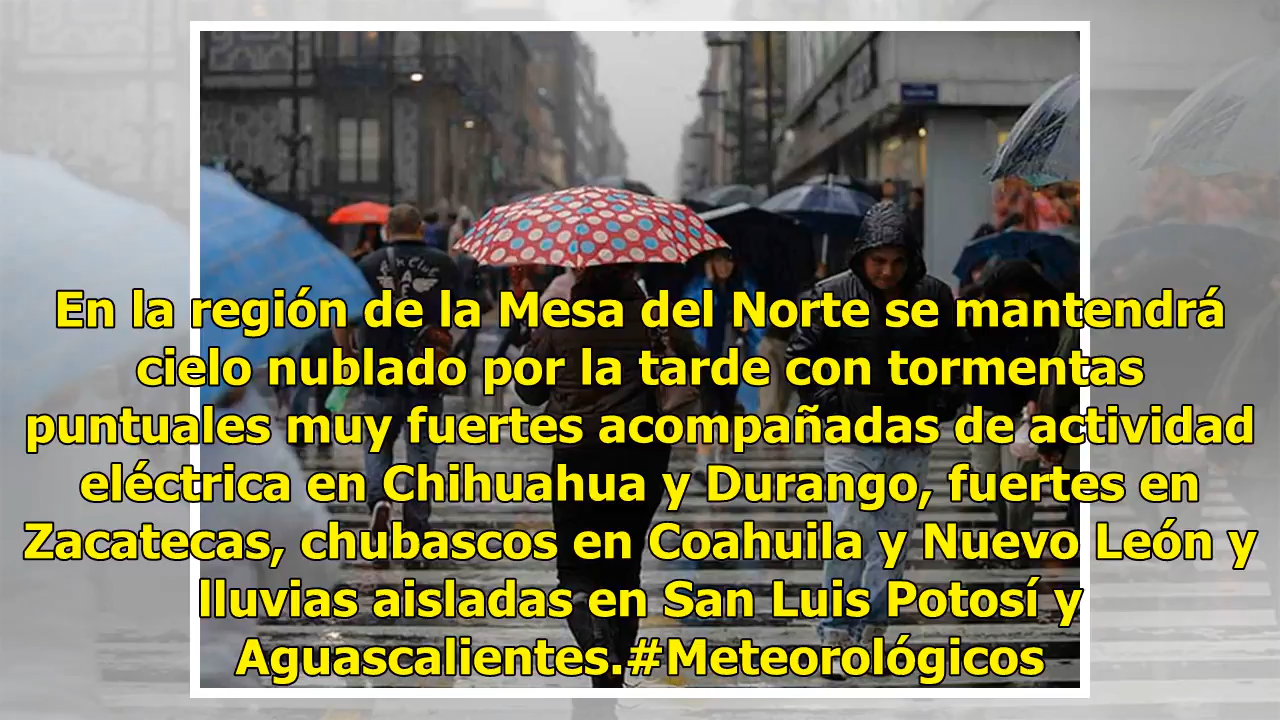 En la región de la Mesa del Norte se mantendrá
cielo nublado por la tarde con tormentas
puntuales muy fuertes acompañadas de actividad
eléctrica en Chihuahua y Durango, fuertes en
Zacatecas, chubascos en Coahuila y Nuevo León y
lluvias aisladas en San Luis Potosí y
Aguascalientes.#Meteorológicos